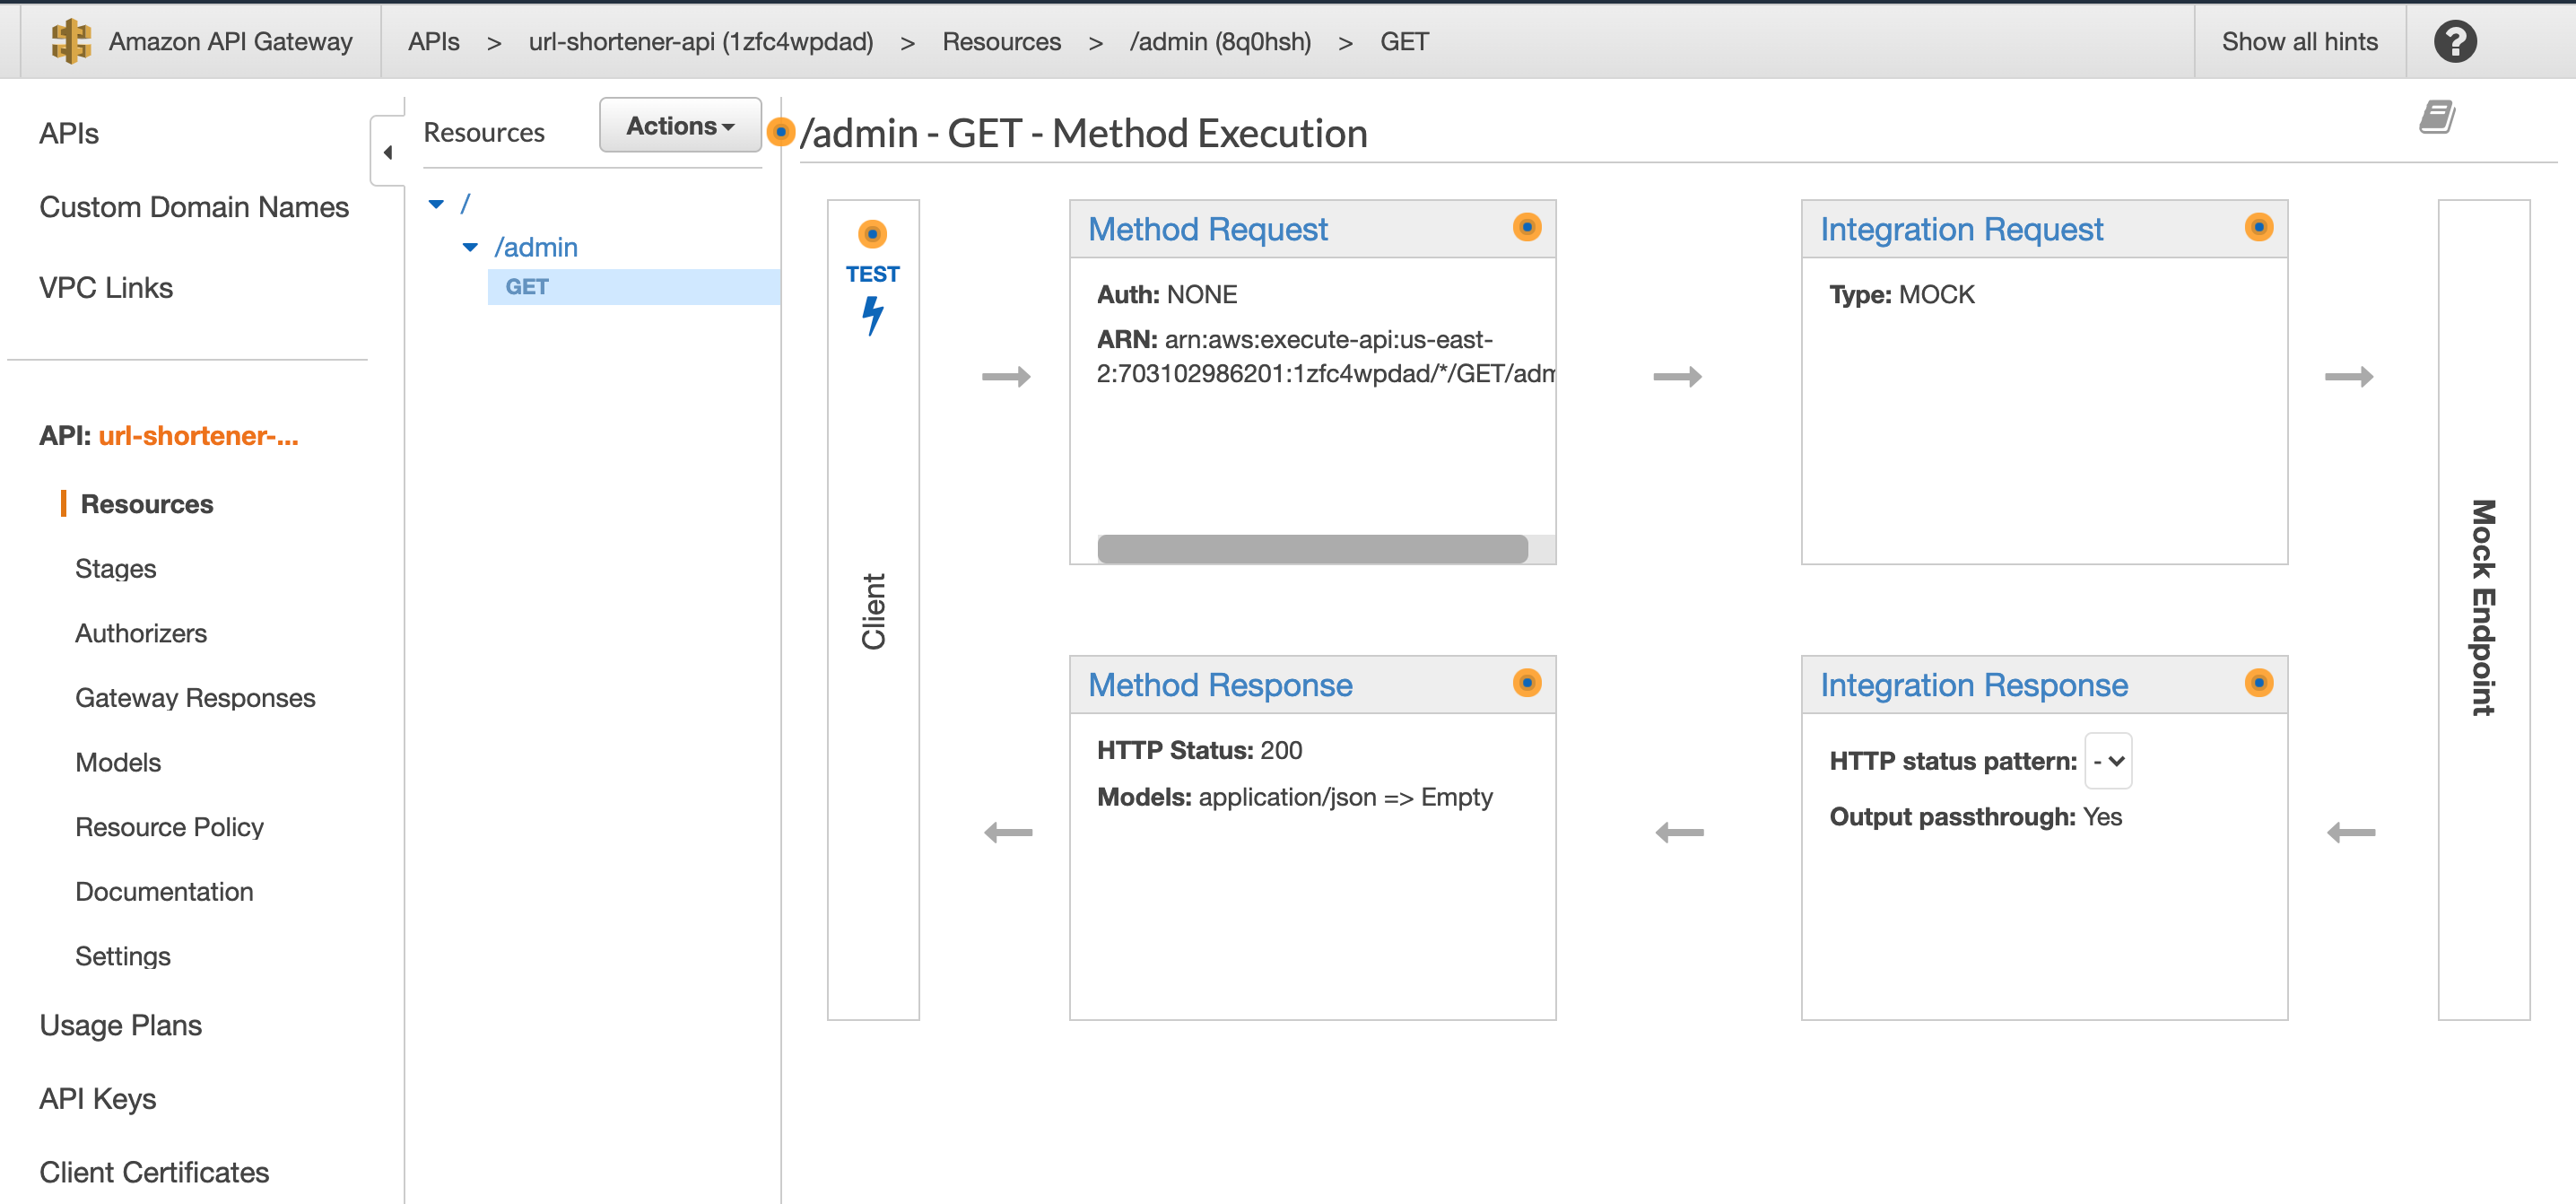 Amazon API Gateway
APIs > url-shortener-api (1zfc4wpdad) > Resources > /admin (8q0hsh) > GET
Show all hints
?
APIs
Custom Domain Names
VPC Links
API: url-shortener-...
Resources
Stages
Authorizers
Gateway Responses
Models
Resource Policy
Documentation
Settings
Usage Plans
API Keys
Client Certificates
Resources
Actions
/
/admin
GET
/admin - GET - Method Execution
TEST
Client
Method Request
Auth: NONE
ARN: arn:aws:execute-api:us-east-
2:703102986201:1zfc4wpdad/*/GET/adm
Integration Request
Type: MOCK
Mock Endpoint
Method Response
HTTP Status: 200
Models: application/json => Empty
Integration Response
HTTP status pattern: -
Output passthrough: Yes